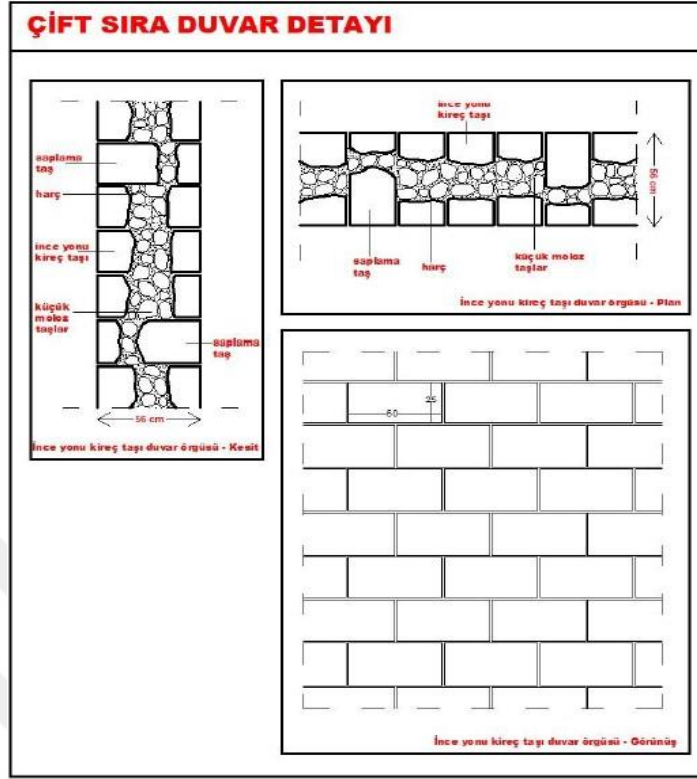 ÇİFT SIRA DUVAR DETAYI
saplama
taş
harç
ince yonu
kireç taşı
küçük
moloz
taşlar
saplama
taş
56 cm
İnce yonu kireç taşı duvar örgüsü - Kesit
ince yonu
kireç taşı
56 cm
saplama
taş
harç
küçük moloz
taşlar
İnce yonu kireç taşı duvar örgüsü - Plan
25
60
İnce yonu kireç taşı duvar örgüsü - Görünüş